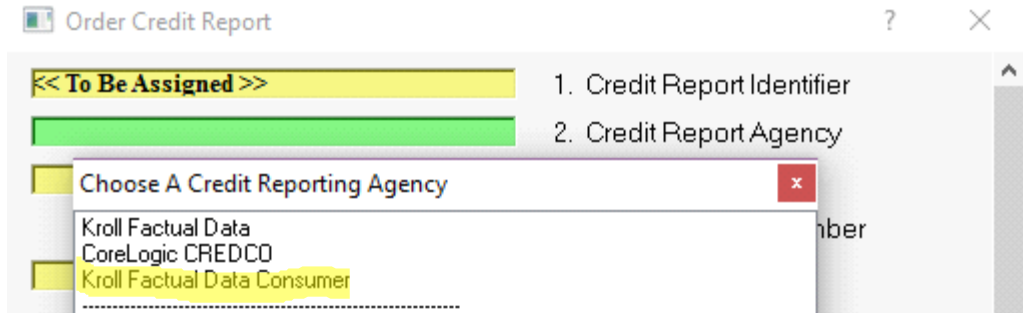 Order Credit Report
<< To Be Assigned >>
1. Credit Report Identifier
2. Credit Report Agency
Choose A Credit Reporting Agency
Kroll Factual Data
CoreLogic CREDCO
Kroll Factual Data Consumer